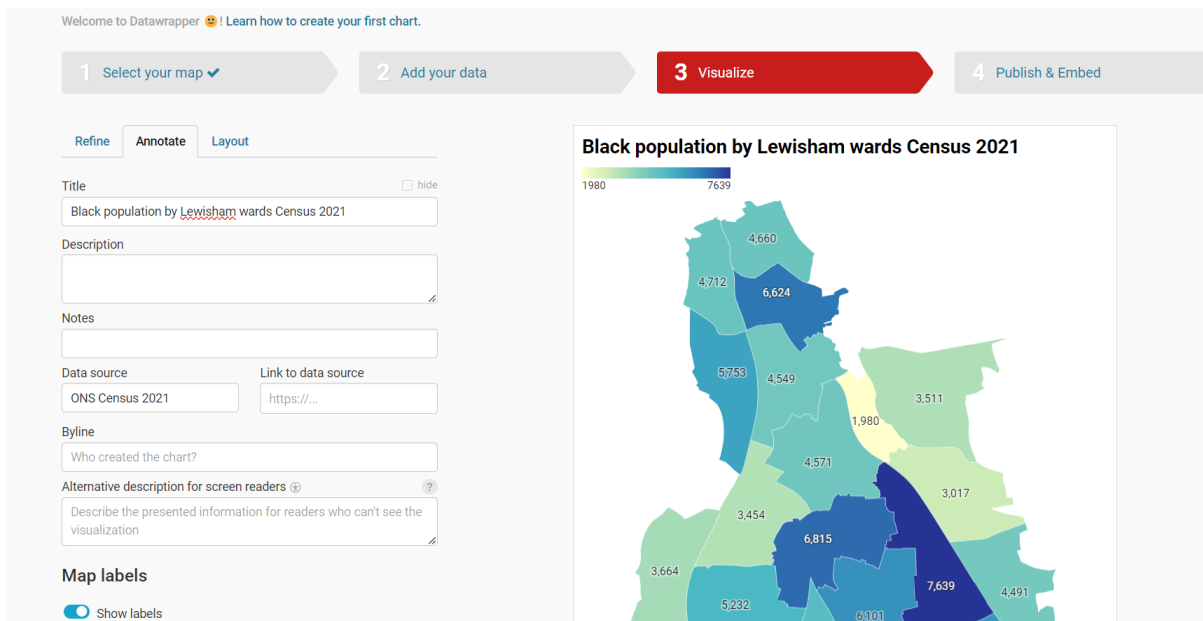 Welcome to Datawrapper 🙂! Learn how to create your first chart.
1 Select your map ✔
2 Add your data
3 Visualize
4 Publish & Embed
Refine Annotate Layout
Title hide
Black population by Lewisham wards Census 2021
Description
Notes
Data source Link to data source
ONS Census 2021 https://...
Byline
Who created the chart?
Alternative description for screen readers ?
Describe the presented information for readers who can't see the
visualization
Map labels
Show labels
Black population by Lewisham wards Census 2021
1980 7639
4,660
4,712
6,624
5,753
4,549
3,511
1,980
4,571
3,017
3,454
6,815
3,664
7,639
4,491
5,232
6,101